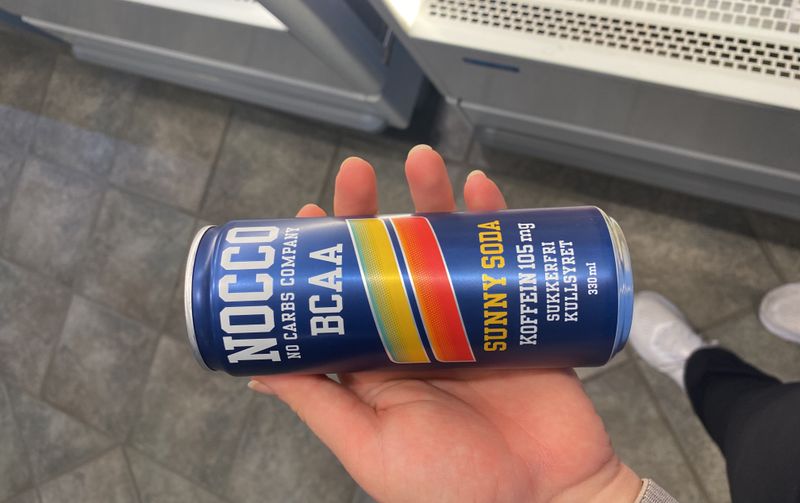 NOCCO
NO CARBS COMPANY
BCAA
SUNNY SODA
KOFFEIN 105 mg
SUKKERFRI
KULLSYRET
330 ml